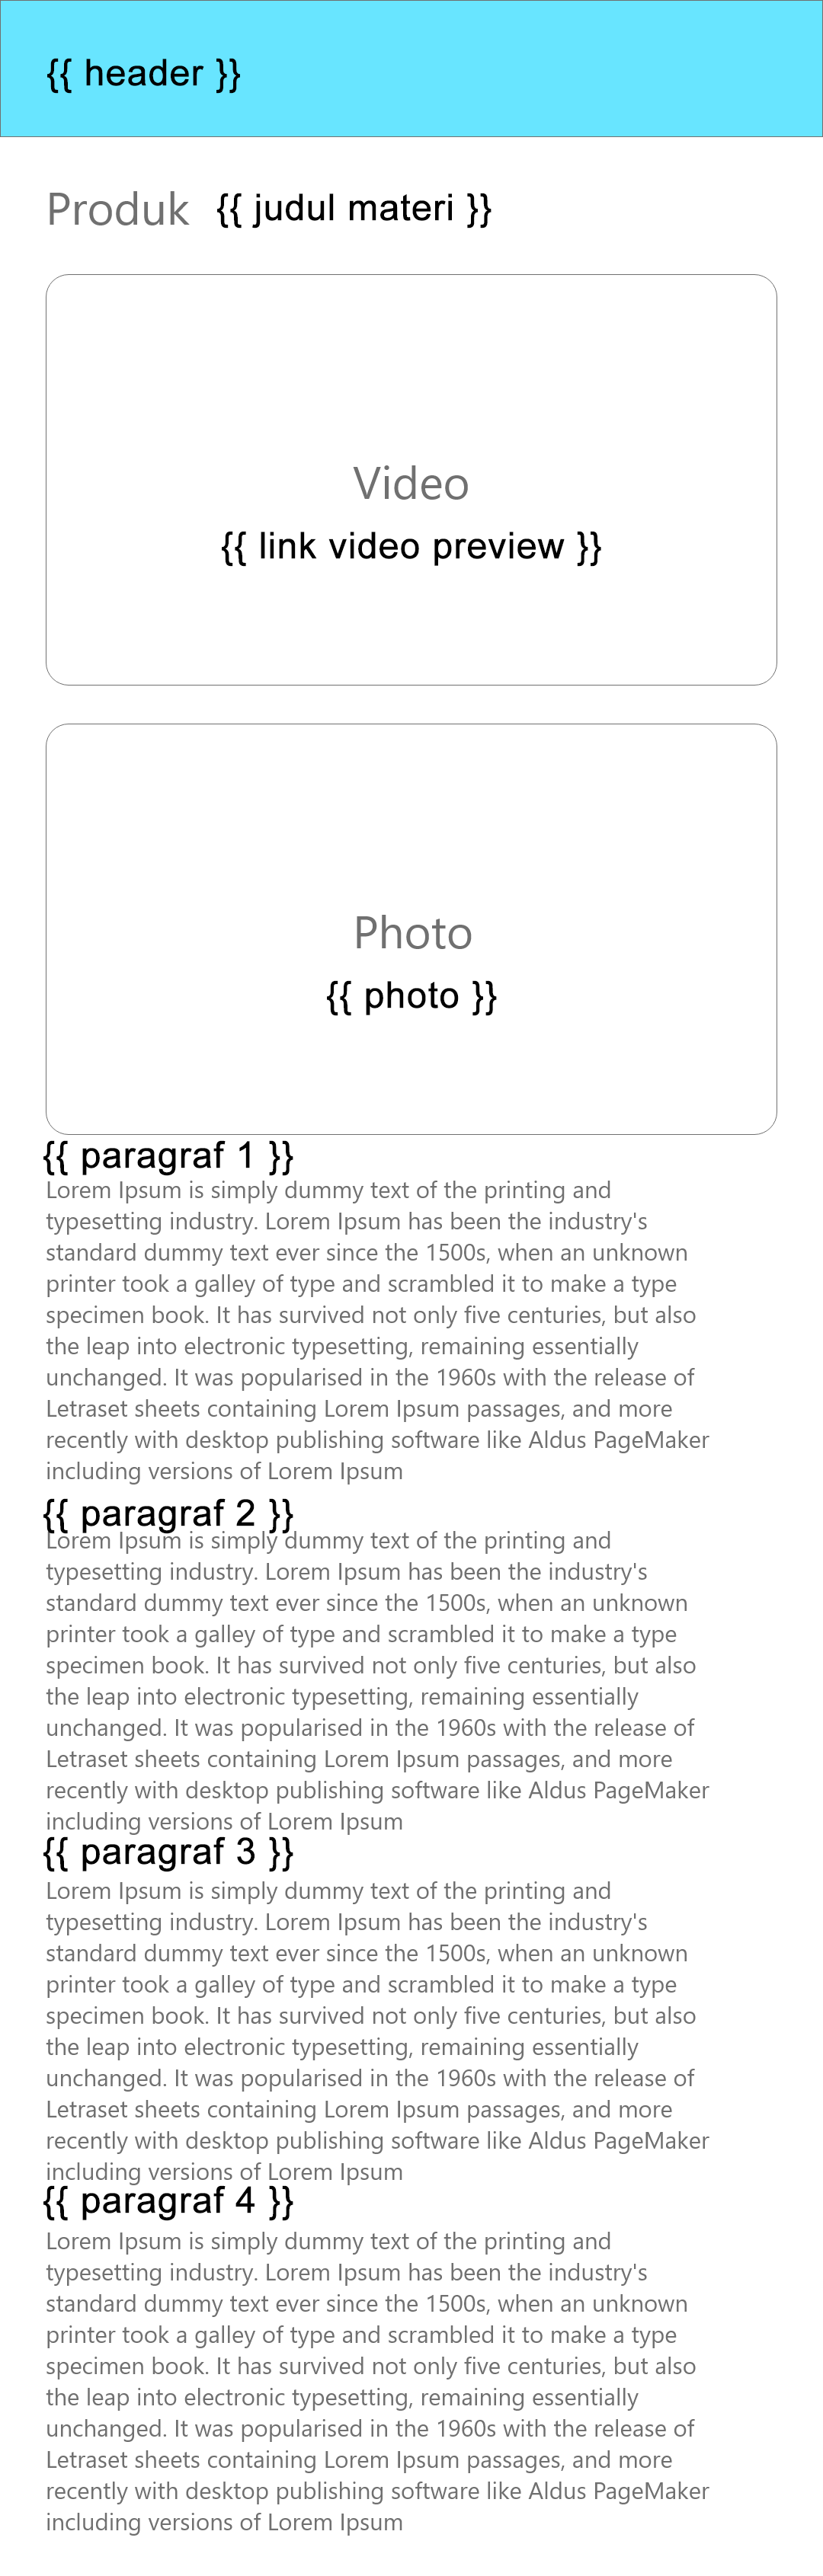 {{ header }}
Produk {{ judul materi }}
Video
{{ link video preview }}
Photo
{{ photo }}
{{ paragraf 1 }}
Lorem Ipsum is simply dummy text of the printing and
typesetting industry. Lorem Ipsum has been the industry's
standard dummy text ever since the 1500s, when an unknown
printer took a galley of type and scrambled it to make a type
specimen book. It has survived not only five centuries, but also
the leap into electronic typesetting, remaining essentially
unchanged. It was popularised in the 1960s with the release of
Letraset sheets containing Lorem Ipsum passages, and more
recently with desktop publishing software like Aldus PageMaker
including versions of Lorem Ipsum
{{ paragraf 2 }}
Lorem Ipsum is simply dummy text of the printing and
typesetting industry. Lorem Ipsum has been the industry's
standard dummy text ever since the 1500s, when an unknown
printer took a galley of type and scrambled it to make a type
specimen book. It has survived not only five centuries, but also
the leap into electronic typesetting, remaining essentially
unchanged. It was popularised in the 1960s with the release of
Letraset sheets containing Lorem Ipsum passages, and more
recently with desktop publishing software like Aldus PageMaker
including versions of Lorem Ipsum
{{ paragraf 3 }}
Lorem Ipsum is simply dummy text of the printing and
typesetting industry. Lorem Ipsum has been the industry's
standard dummy text ever since the 1500s, when an unknown
printer took a galley of type and scrambled it to make a type
specimen book. It has survived not only five centuries, but also
the leap into electronic typesetting, remaining essentially
unchanged. It was popularised in the 1960s with the release of
Letraset sheets containing Lorem Ipsum passages, and more
recently with desktop publishing software like Aldus PageMaker
including versions of Lorem Ipsum
{{ paragraf 4 }}
Lorem Ipsum is simply dummy text of the printing and
typesetting industry. Lorem Ipsum has been the industry's
standard dummy text ever since the 1500s, when an unknown
printer took a galley of type and scrambled it to make a type
specimen book. It has survived not only five centuries, but also
the leap into electronic typesetting, remaining essentially
unchanged. It was popularised in the 1960s with the release of
Letraset sheets containing Lorem Ipsum passages, and more
recently with desktop publishing software like Aldus PageMaker
including versions of Lorem Ipsum